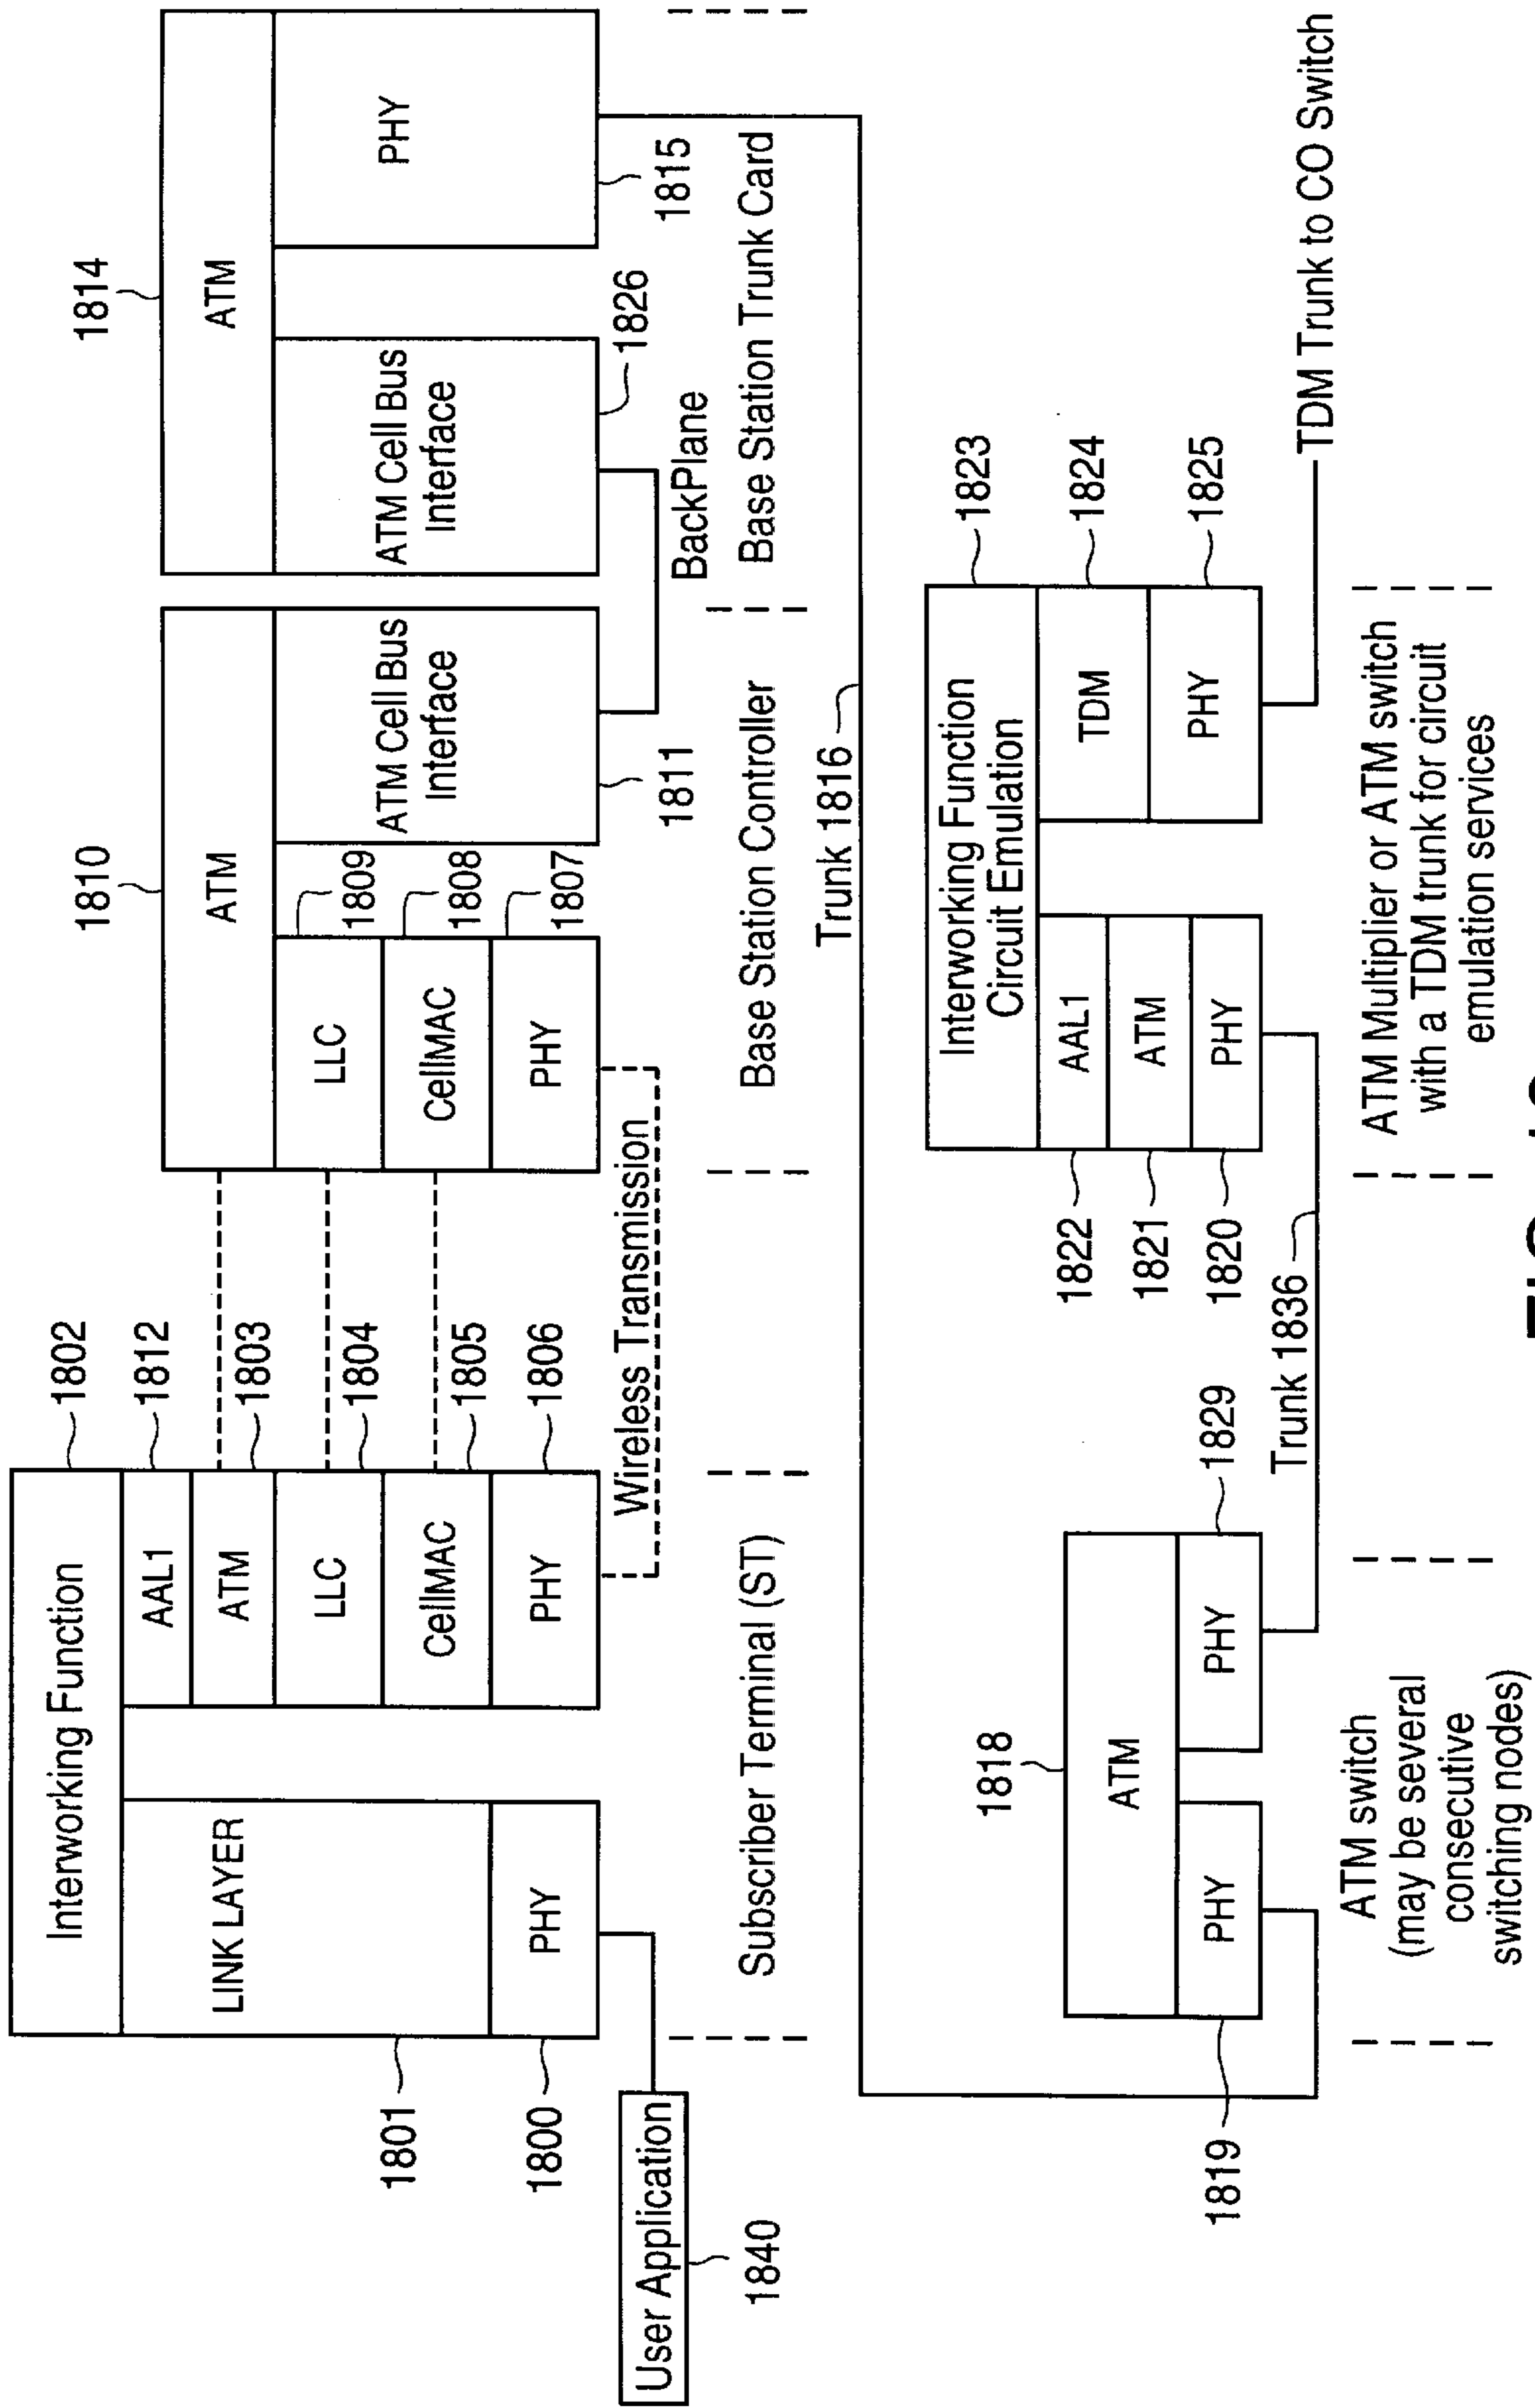 1802
Interworking Function
1812
AAL1
1803
ATM
LINK LAYER
1804
LLC
1805
CellMAC
1801
1806
PHY
PHY
1800
User Application
1840
Wireless Transmission
Subscriber Terminal (ST)
1810
ATM
1809
LLC
1808
CellMAC
1807
PHY
ATM Cell Bus
Interface
1811
Base Station Controller
1814
ATM
ATM Cell Bus
Interface
1826
PHY
1815
BackPlane
Base Station Trunk Card
Trunk 1816
1818
ATM
PHY
PHY
1829
1819
Trunk 1836
ATM switch
(may be several
consecutive
switching nodes)
1823
Interworking Function
Circuit Emulation
1822
AAL1
1821
ATM
1820
PHY
TDM
1824
PHY
1825
TDM Trunk to CO Switch
ATM Multiplier or ATM switch
with a TDM trunk for circuit
emulation services